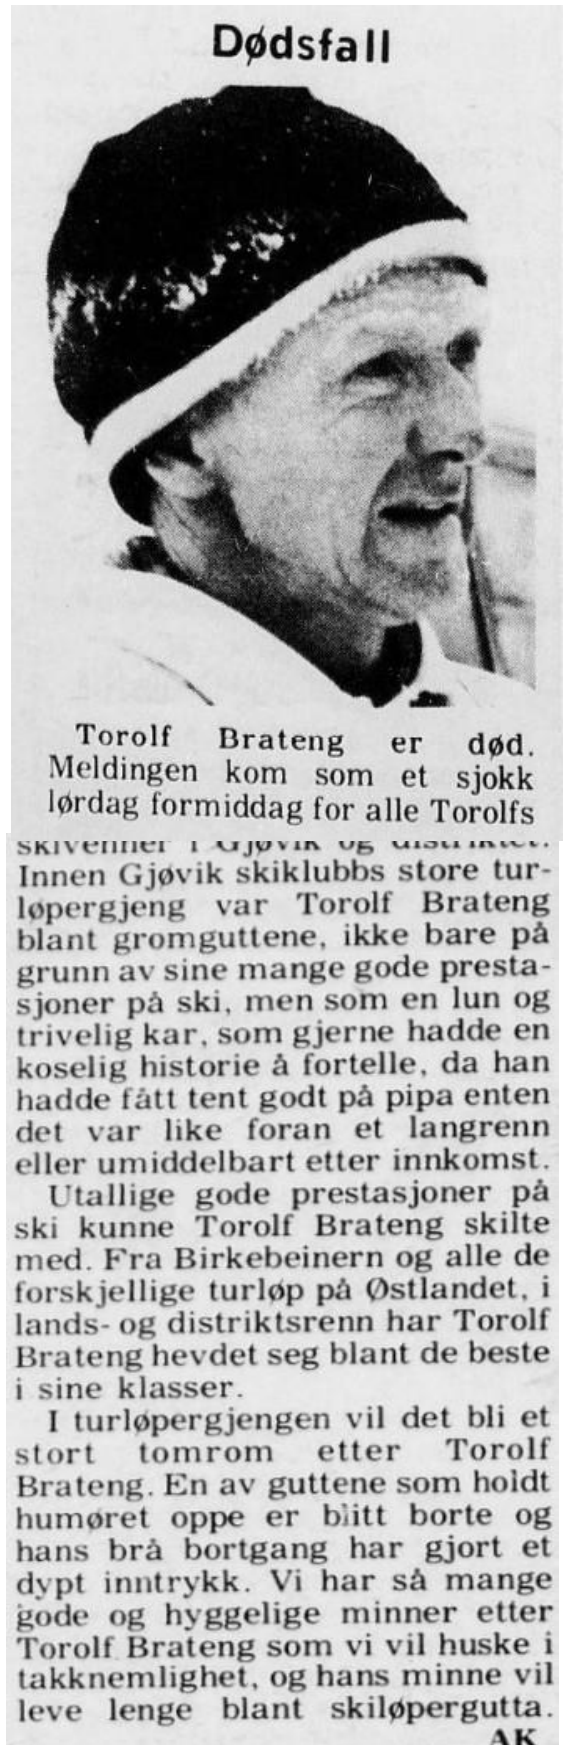 Dødsfall
Torolf Brateng er død.
Meldingen kom som et sjokk
lørdag formiddag for alle Torolfs
skivenner i Gjøvik og distriktet.
Innen Gjøvik skiklubbs store tur-
løpergjeng var Torolf Brateng
blant gromguttene, ikke bare på
grunn av sine mange gode presta-
sjoner på ski, men som en lun og
trivelig kar, som gjerne hadde en
koselig historie å fortelle, da han
hadde fått tent godt på pipa enten
det var like foran et langrenn
eller umiddelbart etter innkomst.
Utallige gode prestasjoner på
ski kunne Torolf Brateng skilte
med. Fra Birkebeinern og alle de
forskjellige turløp på Østlandet, i
lands- og distriktsrenn har Torolf
Brateng hevdet seg blant de beste
i sine klasser.
I turløpergjengen vil det bli et
stort tomrom etter Torolf
Brateng. En av guttene som holdt
humøret oppe er blitt borte og
hans brå bortgang har gjort et
dypt inntrykk. Vi har så mange
gode og hyggelige minner etter
Torolf Brateng som vi vil huske i
takknemlighet, og hans minne vil
leve lenge blant skiløpergutta.
AK